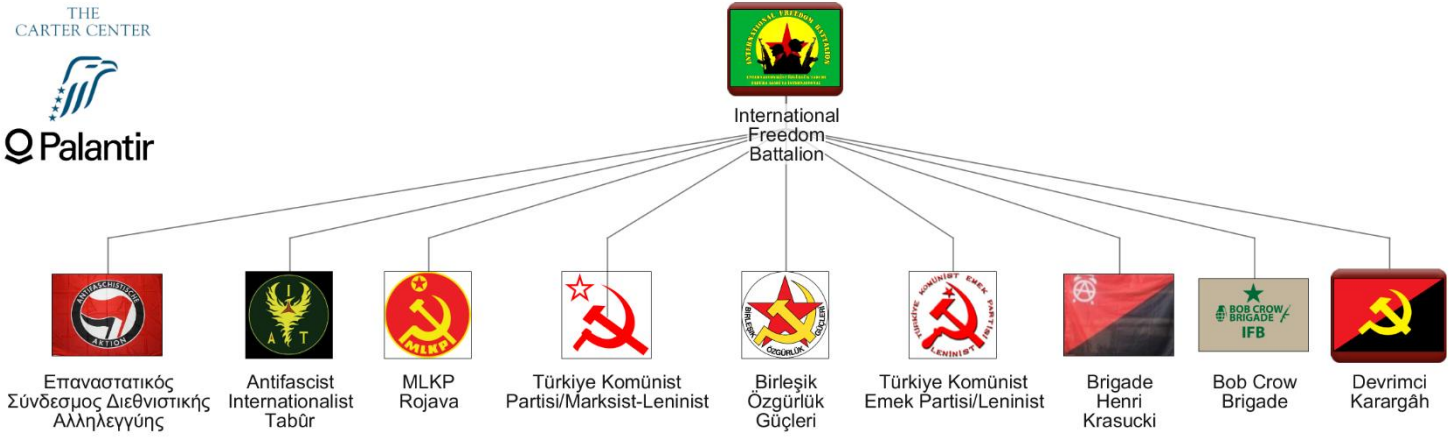 THE
CARTER CENTER
Palantir
INTERNATIONAL FREEDOM BATTALION
International
Freedom
Battalion
ANTIFASCHISTISCHE
AKTION
Επαναστατικός
Σύνδεσμος Διεθνιστικής
Αλληλεγγύης
I
A T
Antifascist
Internationalist
Tabûr
MLKP
MLKP
Rojava
Türkiye Komünist
Partisi/Marksist-Leninist
BİRLEŞİK
ÖZGÜRLÜK
GÜÇLERİ
Birleşik
Özgürlük
Güçleri
TÜRKİYE KOMÜNİST EMEK PARTİSİ
LENİNİST
Türkiye Komünist
Emek Partisi/Leninist
Brigade
Henri
Krasucki
BOB CROW
BRIGADE
IFB
Bob Crow
Brigade
Devrimci
Karargâh